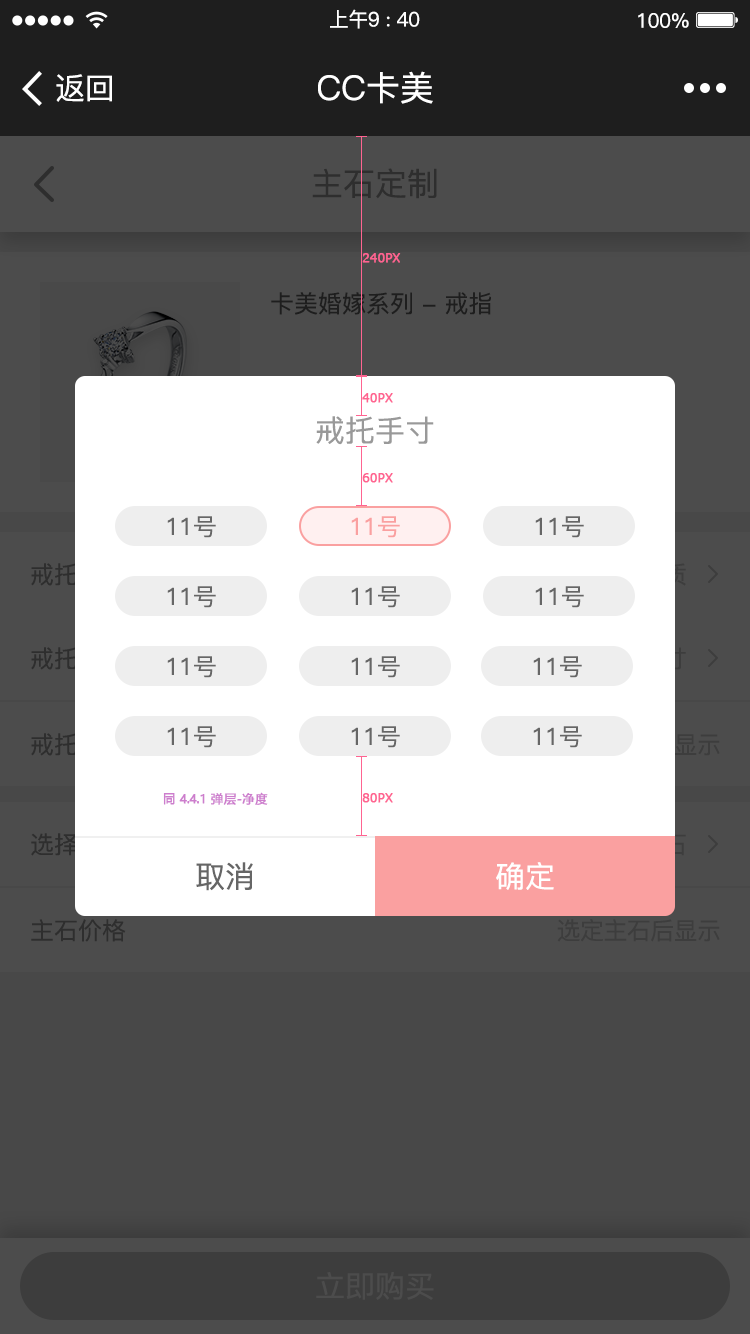 上午9 : 40
100%
返回
CC卡美
主石定制
240PX
卡美婚嫁系列 – 戒指
40PX
戒托手寸
60PX
11号 11号 11号
戒托 质
11号 11号 11号
戒托 寸
11号 11号 11号
戒托 显示
11号 11号 11号
同 4.4.1 弹层-净度
80PX
选择 石
取消 确定
主石价格 选定主石后显示
立即购买